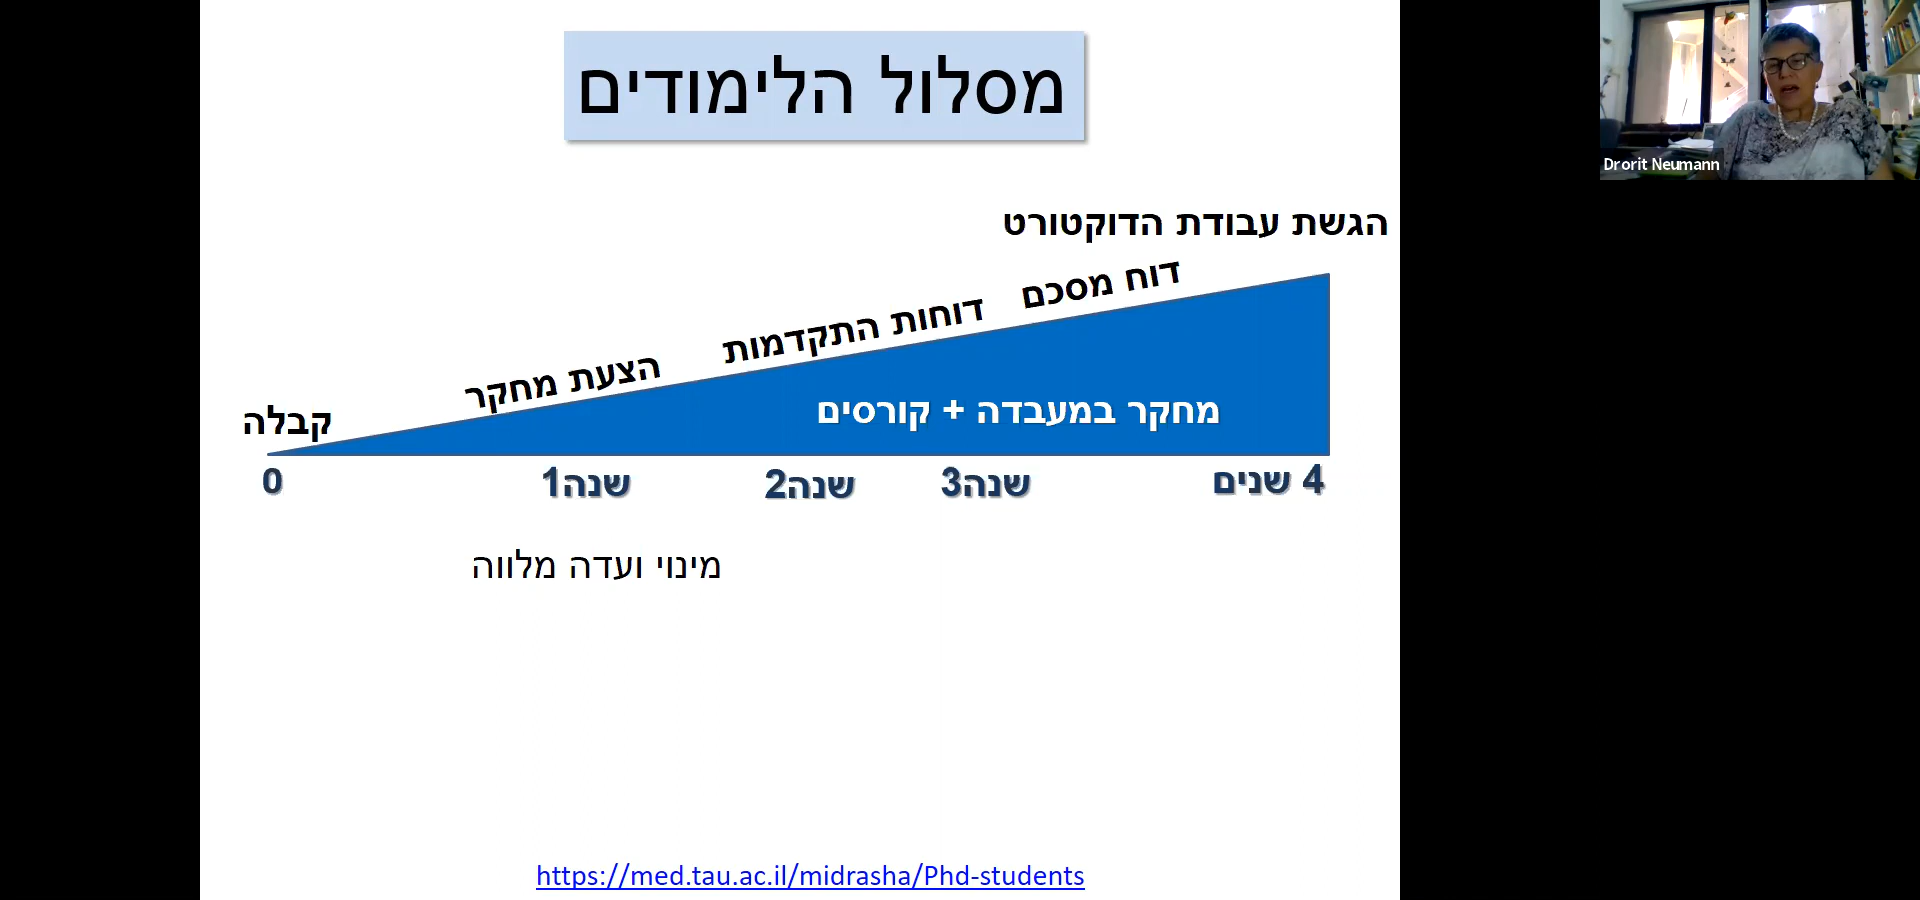 מסלול הלימודים
Drorit Neumann
הגשת עבודת הדוקטורט
דוח מסכם
דוחות התקדמות
הצעת מחקר
קבלה
מחקר במעבדה + קורסים
0
שנה1
שנה2
שנה3
4 שנים
מינוי ועדה מלווה
https://med.tau.ac.il/midrasha/Phd-students